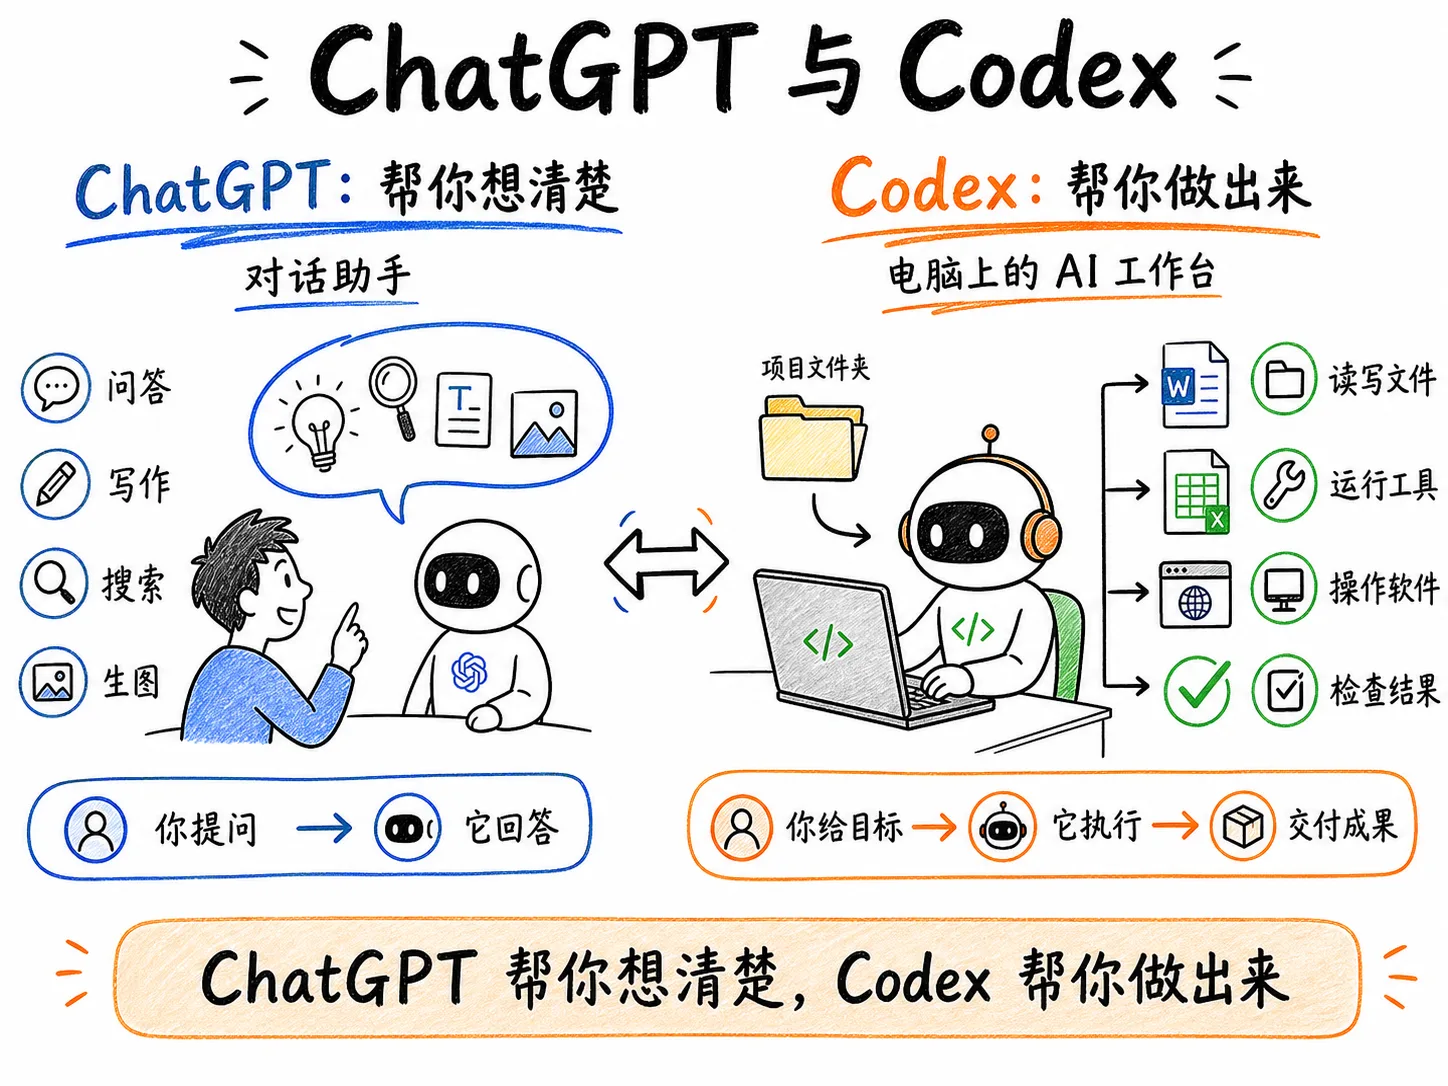 ChatGPT 与 Codex
ChatGPT：帮你想清楚
对话助手
问答
写作
搜索
生图
T
你提问
它回答
Codex：帮你做出来
电脑上的 AI 工作台
项目文件夹
</>
</>
W
读写文件
X
运行工具
操作软件
检查结果
你给目标
它执行
交付成果
ChatGPT 帮你想清楚，Codex 帮你做出来